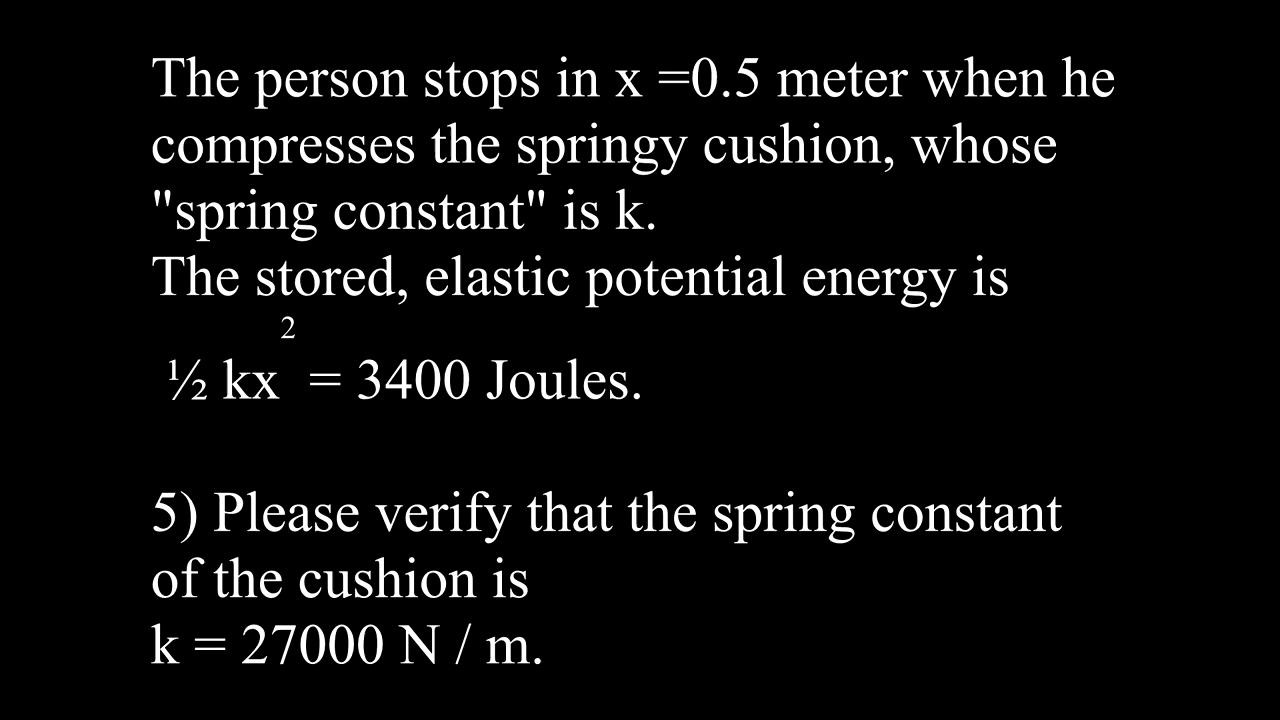 The person stops in x =0.5 meter when he
compresses the springy cushion, whose
"spring constant" is k.
The stored, elastic potential energy is
½ kx² = 3400 Joules.
5) Please verify that the spring constant
of the cushion is
k = 27000 N / m.